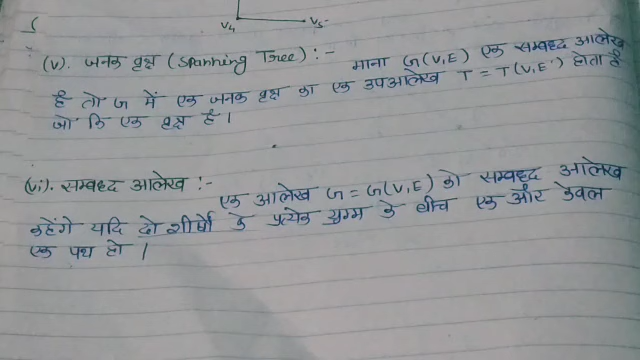 V₄ V₅
(V). जनक वृक्ष (Spanning Tree) :- माना G(V,E) एक सम्बद्ध आलेख
है तो G में एक जनक वृक्ष का एक उपआलेख T = T(V,E') होता है
जो कि एक वृक्ष है।
(Vi). सम्बद्ध आलेख :-
एक आलेख G = G(V,E) को सम्बद्ध आलेख
कहेंगे यदि दो शीर्षों के प्रत्येक युग्म के बीच एक और केवल
एक पथ हो।